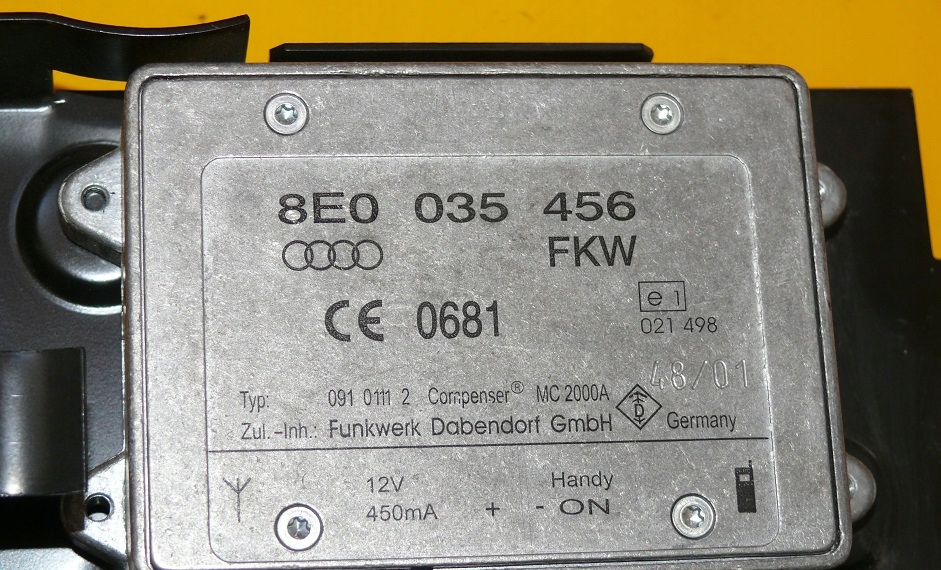 8E0 035 456
FKW
CE 0681
e 1
021 498
48/01
Typ: 091 0111 2 Compenser® MC 2000A
Zul.-Inh.: Funkwerk Dabendorf GmbH Germany
12V Handy
450mA + - ON